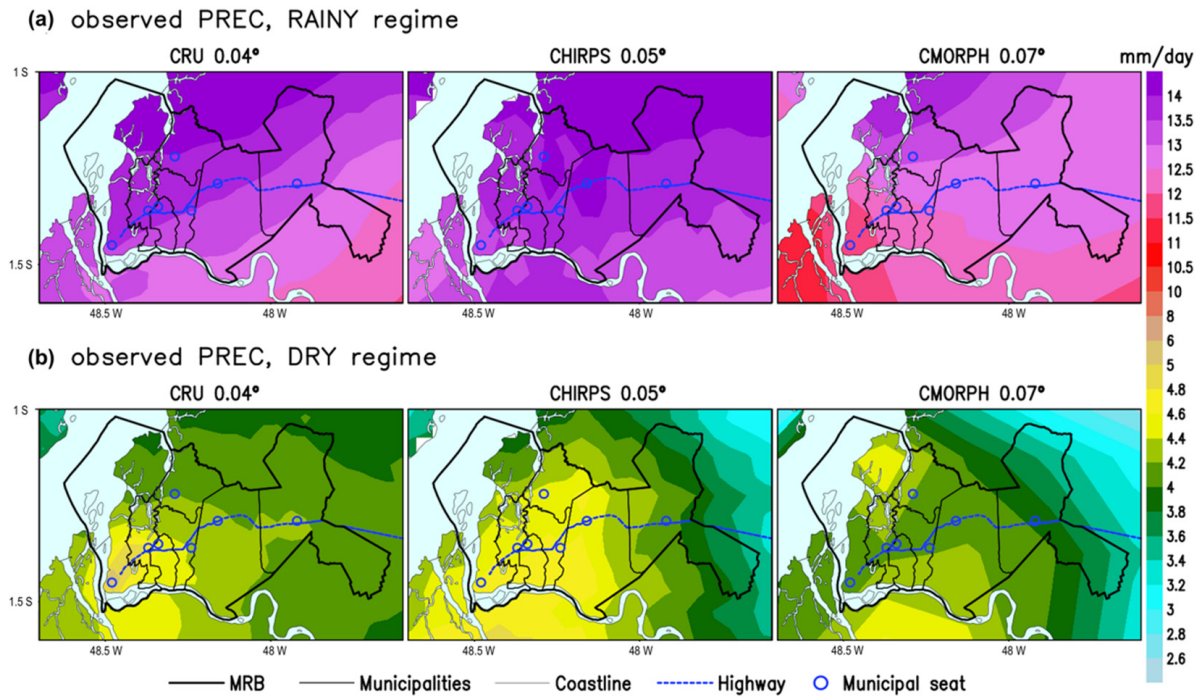 (a) observed PREC, RAINY regime
CRU 0.04°
CHIRPS 0.05°
CMORPH 0.07°
mm/day
1 S
1.5 S
48.5 W
48 W
48.5 W
48 W
48.5 W
48 W
14
13.5
13
12.5
12
11.5
11
10.5
10
8
6
5
4.8
4.6
4.4
4.2
4
3.8
3.6
3.4
3.2
3
2.8
2.6
(b) observed PREC, DRY regime
CRU 0.04°
CHIRPS 0.05°
CMORPH 0.07°
1 S
1.5 S
48.5 W
48 W
48.5 W
48 W
48.5 W
48 W
MRB
Municipalities
Coastline
Highway
Municipal seat